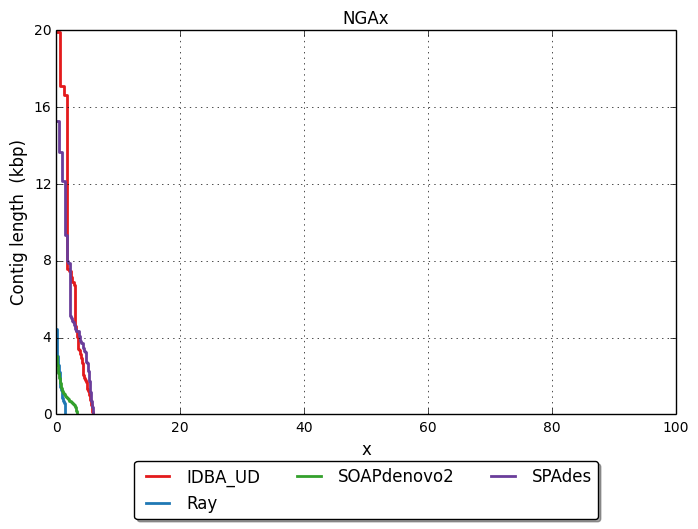 NGAx
20
16
12
8
4
0
Contig length (kbp)
0 20 40 60 80 100
x
IDBA_UD SOAPdenovo2 SPAdes
Ray